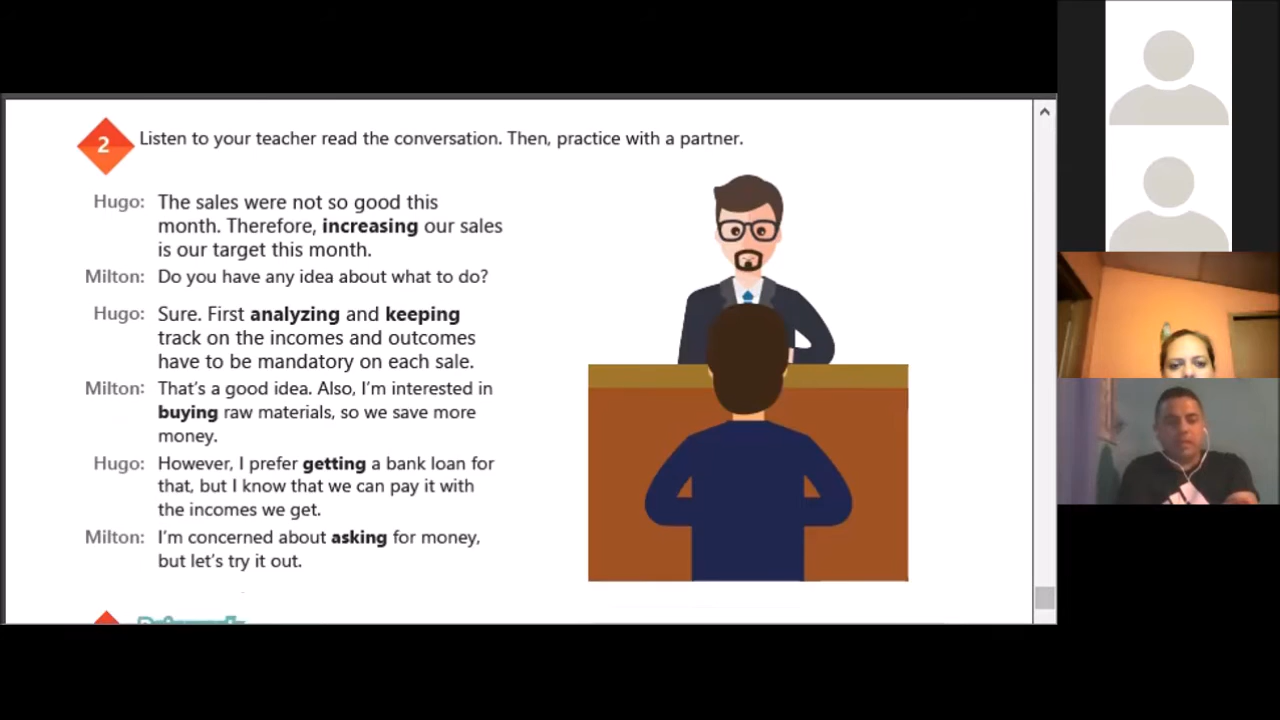 2
Listen to your teacher read the conversation. Then, practice with a partner.
Hugo: The sales were not so good this
month. Therefore, increasing our sales
is our target this month.
Milton: Do you have any idea about what to do?
Hugo: Sure. First analyzing and keeping
track on the incomes and outcomes
have to be mandatory on each sale.
Milton: That's a good idea. Also, I'm interested in
buying raw materials, so we save more
money.
Hugo: However, I prefer getting a bank loan for
that, but I know that we can pay it with
the incomes we get.
Milton: I'm concerned about asking for money,
but let's try it out.